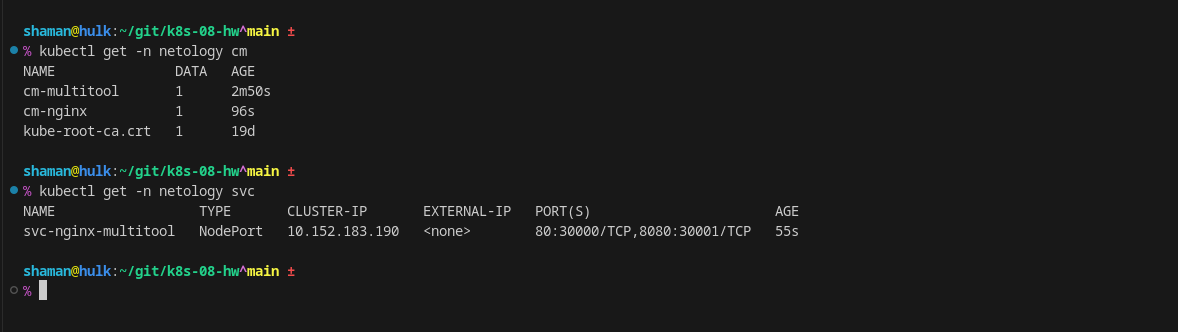 shaman@hulk:~/git/k8s-08-hw^main ±
% kubectl get -n netology cm
NAME               DATA   AGE
cm-multitool       1      2m50s
cm-nginx           1      96s
kube-root-ca.crt   1      19d
shaman@hulk:~/git/k8s-08-hw^main ±
% kubectl get -n netology svc
NAME                  TYPE       CLUSTER-IP       EXTERNAL-IP   PORT(S)                       AGE
svc-nginx-multitool   NodePort   10.152.183.190   <none>        80:30000/TCP,8080:30001/TCP   55s
shaman@hulk:~/git/k8s-08-hw^main ±
%